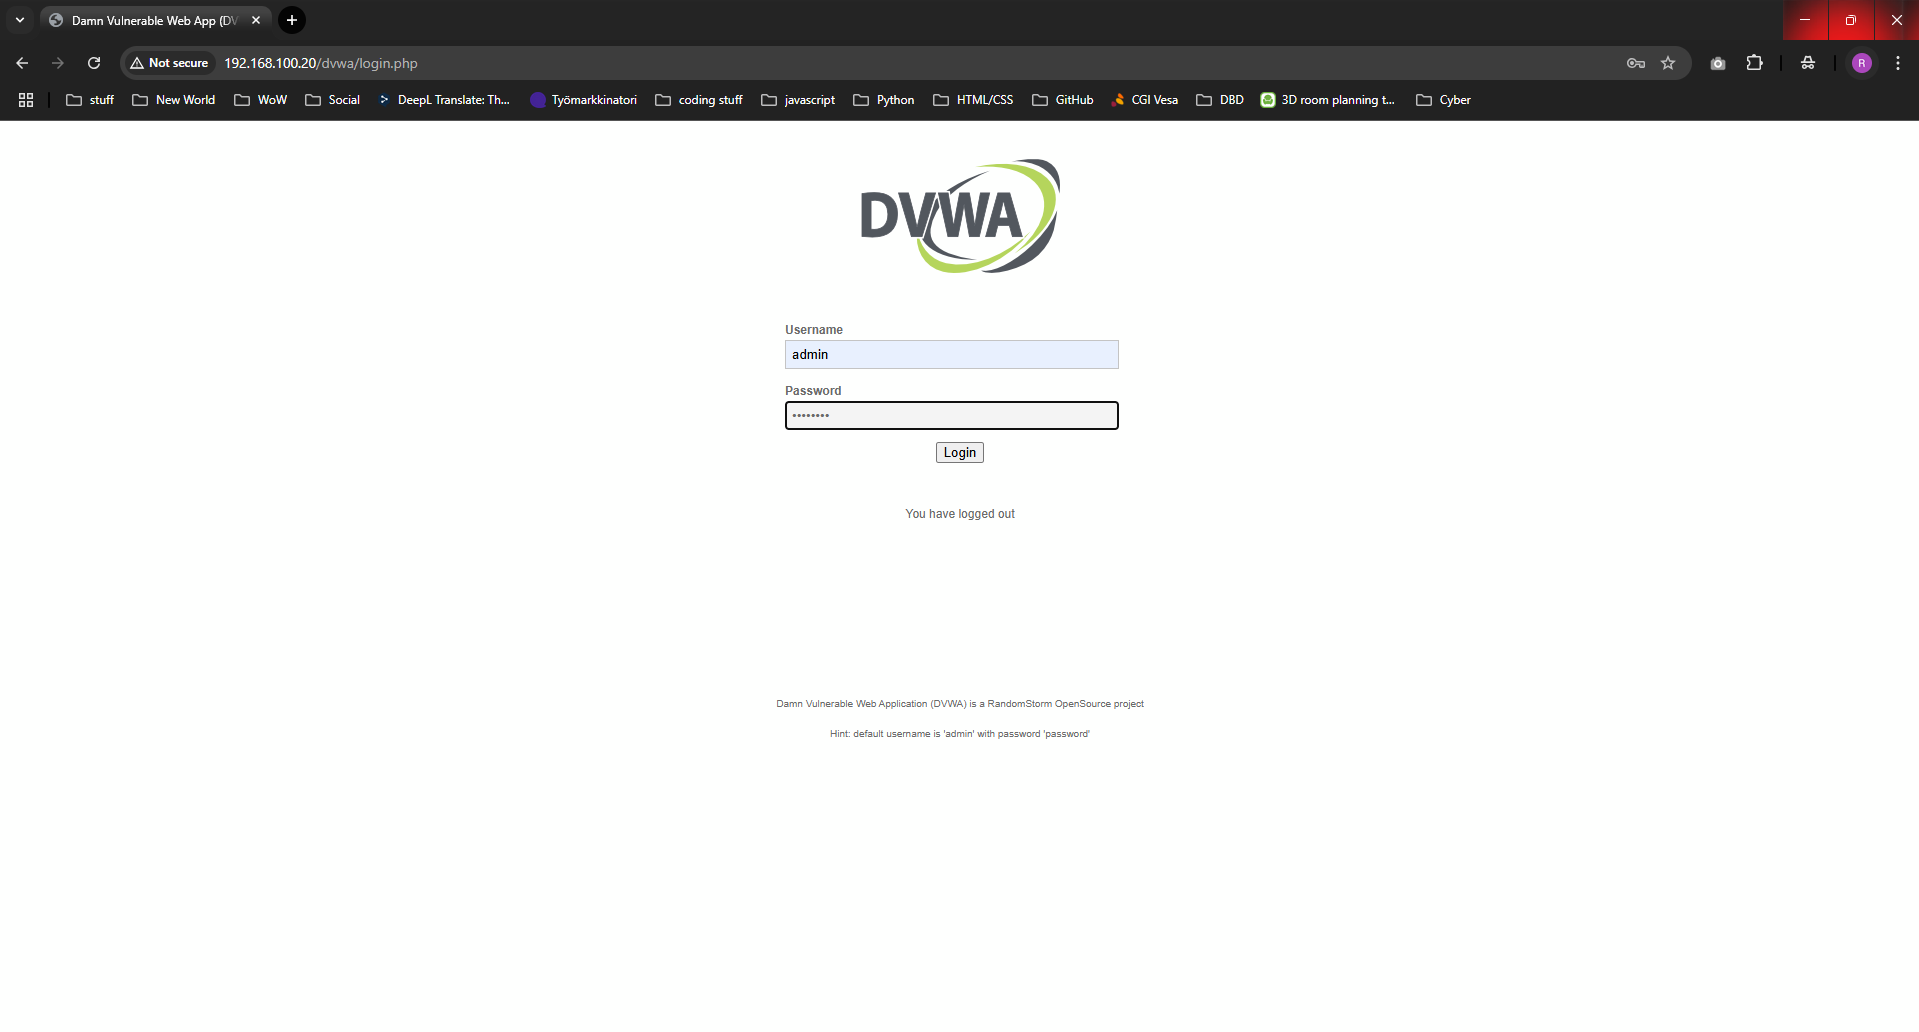 Damn Vulnerable Web App (DV
Not secure 192.168.100.20/dvwa/login.php R
stuff New World WoW Social DeepL Translate: Th... Työmarkkinatori coding stuff javascript Python HTML/CSS GitHub CGI Vesa DBD 3D room planning t... Cyber
DVWA
Username
admin
Password
••••••••
Login
You have logged out
Damn Vulnerable Web Application (DVWA) is a RandomStorm OpenSource project
Hint: default username is 'admin' with password 'password'